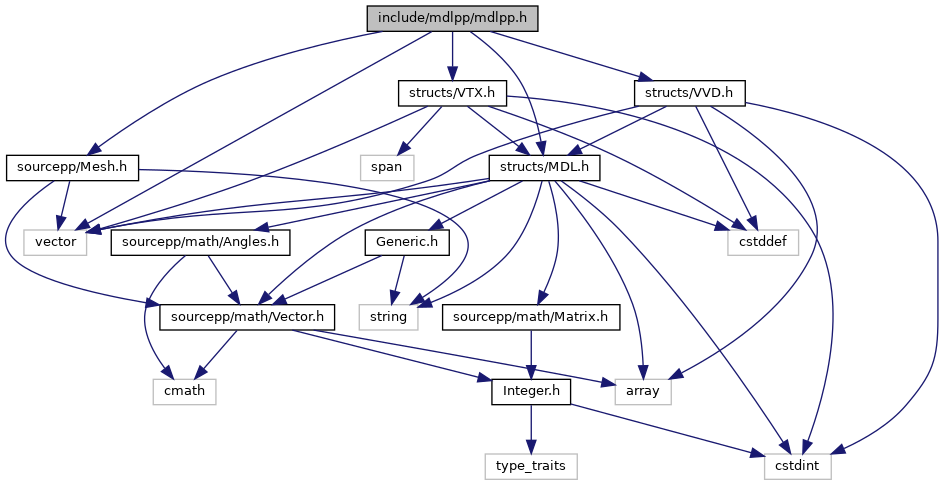 include/mdlpp/mdlpp.h
structs/VTX.h
structs/VVD.h
sourcepp/Mesh.h
span
structs/MDL.h
vector
sourcepp/math/Angles.h
Generic.h
cstddef
sourcepp/math/Vector.h
string
sourcepp/math/Matrix.h
cmath
Integer.h
array
type_traits
cstdint